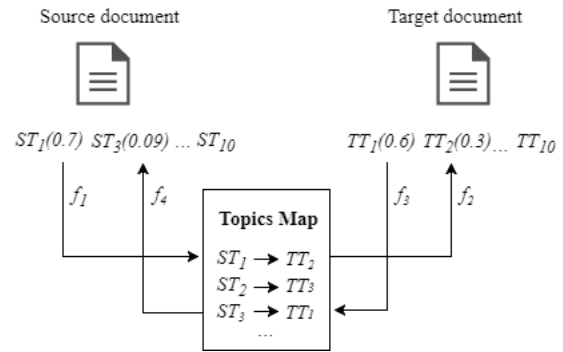 Source document Target document
ST1(0.7) ST3(0.09) ... ST10 TT1(0.6) TT2(0.3)... TT10
f1 f4 f3 f2
Topics Map
ST1 → TT2
ST2 → TT3
ST3 → TT1
...